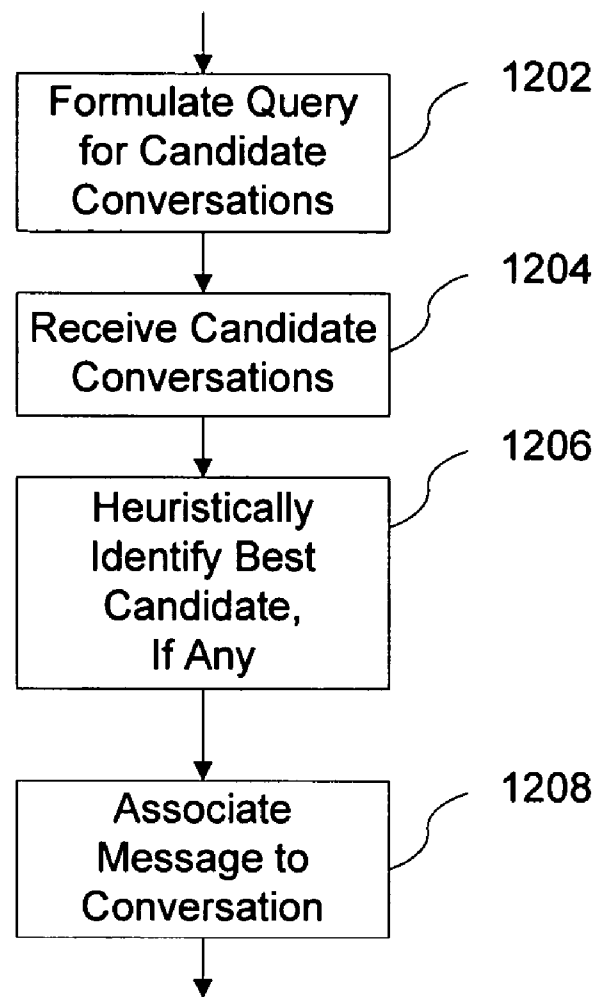 1202
Formulate Query
for Candidate
Conversations
1204
Receive Candidate
Conversations
1206
Heuristically
Identify Best
Candidate,
If Any
1208
Associate
Message to
Conversation